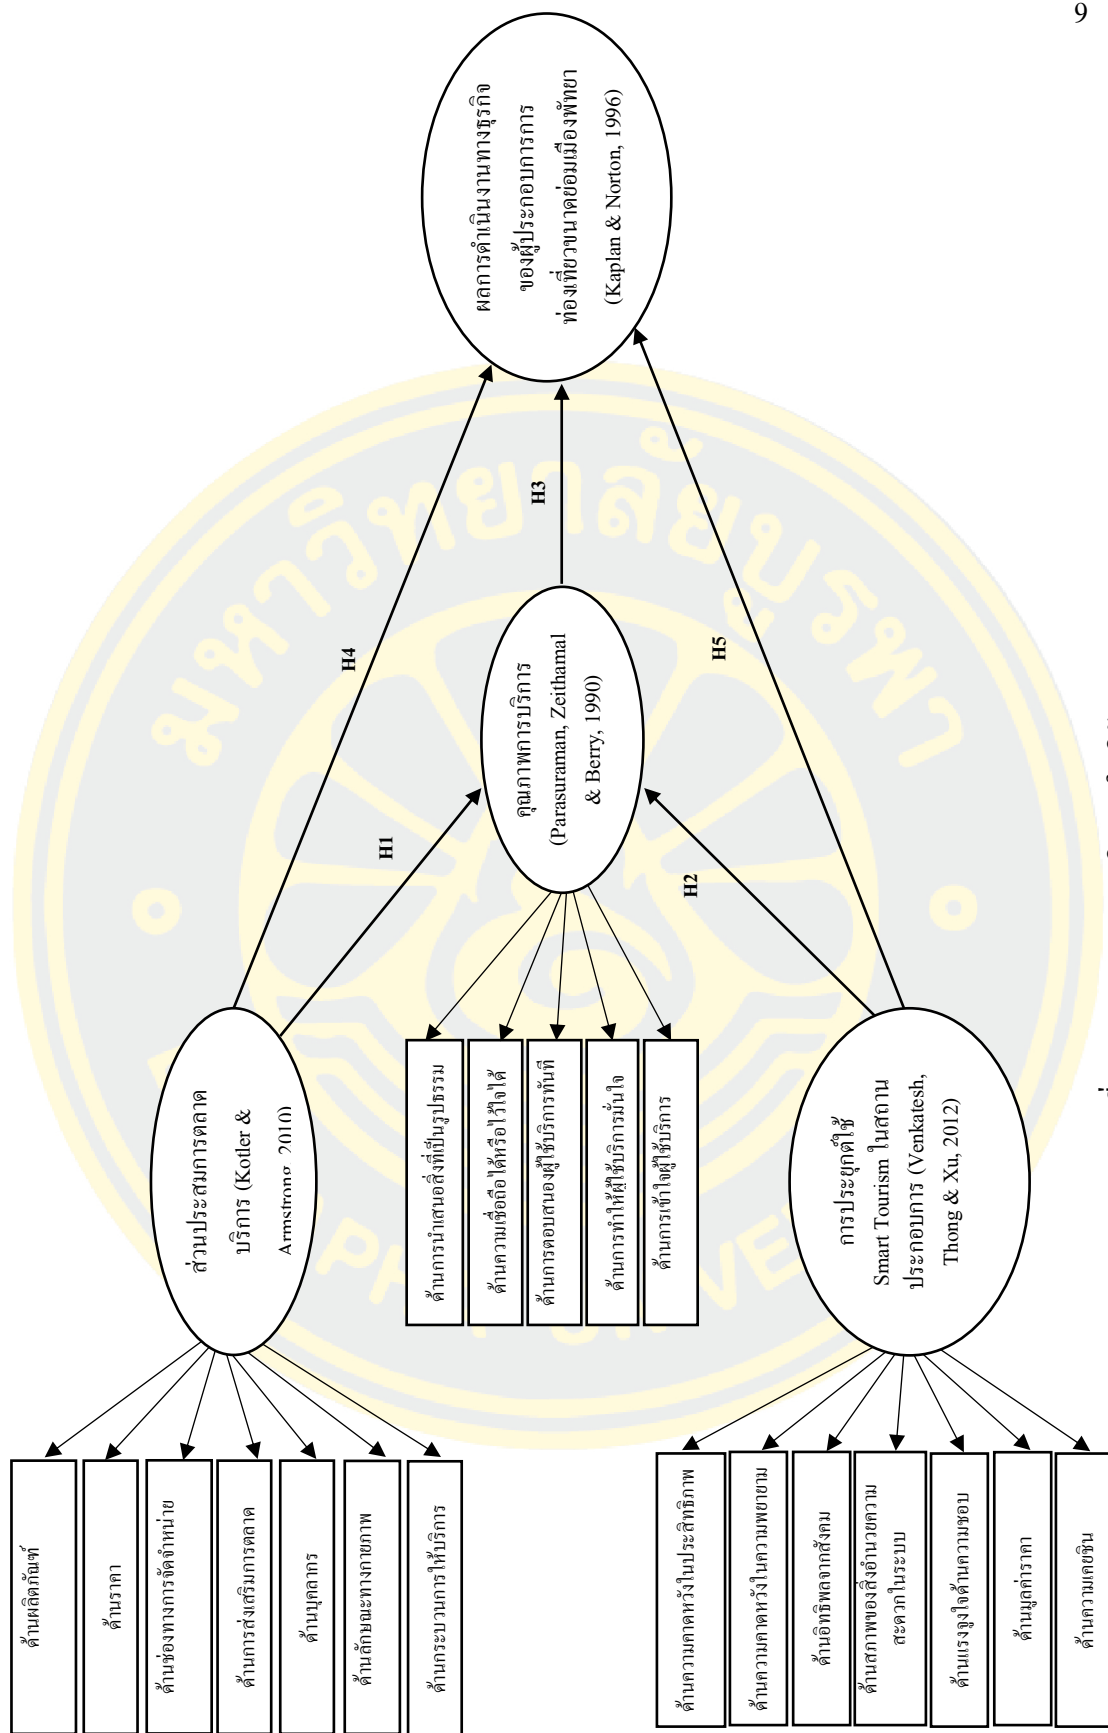 9
ด้านผลิตภัณฑ์
ด้านราคา
ด้านช่องทางการจัดจำหน่าย
ด้านการส่งเสริมการตลาด
ด้านบุคลากร
ด้านลักษณะทางกายภาพ
ด้านกระบวนการให้บริการ
ส่วนประสมการตลาด
บริการ (Kotler &
Armstrong, 2010)
H4
H1
ด้านการนำเสนอสิ่งที่เป็นรูปธรรม
ด้านความเชื่อถือได้หรือไว้ใจได้
ด้านการตอบสนองผู้ใช้บริการทันที
ด้านการทำให้ผู้ใช้บริการมั่นใจ
ด้านการเข้าใจผู้ใช้บริการ
คุณภาพการบริการ
(Parasuraman, Zeithamal
& Berry, 1990)
H3
ผลการดำเนินงานทางธุรกิจ
ของผู้ประกอบการการ
ท่องเที่ยวขนาดย่อมเมืองพัทยา
(Kaplan & Norton, 1996)
H2
H5
ด้านความคาดหวังในประสิทธิภาพ
ด้านความคาดหวังในความพยายาม
ด้านอิทธิพลจากสังคม
ด้านสภาพของสิ่งอำนวยความ
สะดวกในระบบ
ด้านแรงจูงใจด้านความชอบ
ด้านมูลค่าราคา
ด้านความเคยชิน
การประยุกต์ใช้
Smart Tourism ในสถาน
ประกอบการ (Venkatesh,
Thong & Xu, 2012)
มหาวิทยาลัยบูรพา